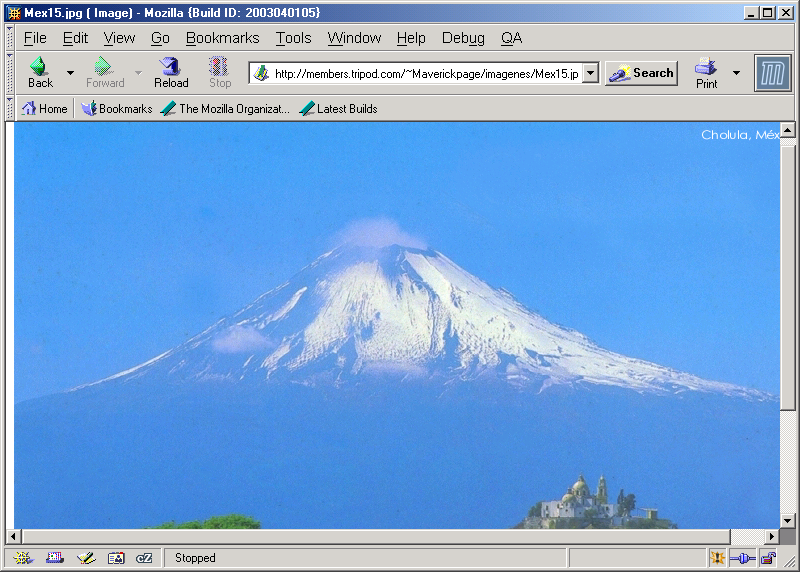 Mex15.jpg ( Image) - Mozilla {Build ID: 2003040105}
File Edit View Go Bookmarks Tools Window Help Debug QA
http://members.tripod.com/~Maverickpage/imagenes/Mex15.jp Search
Back Forward Reload Stop Print
Home Bookmarks The Mozilla Organizat... Latest Builds
Cholula, Méx
cZ Stopped